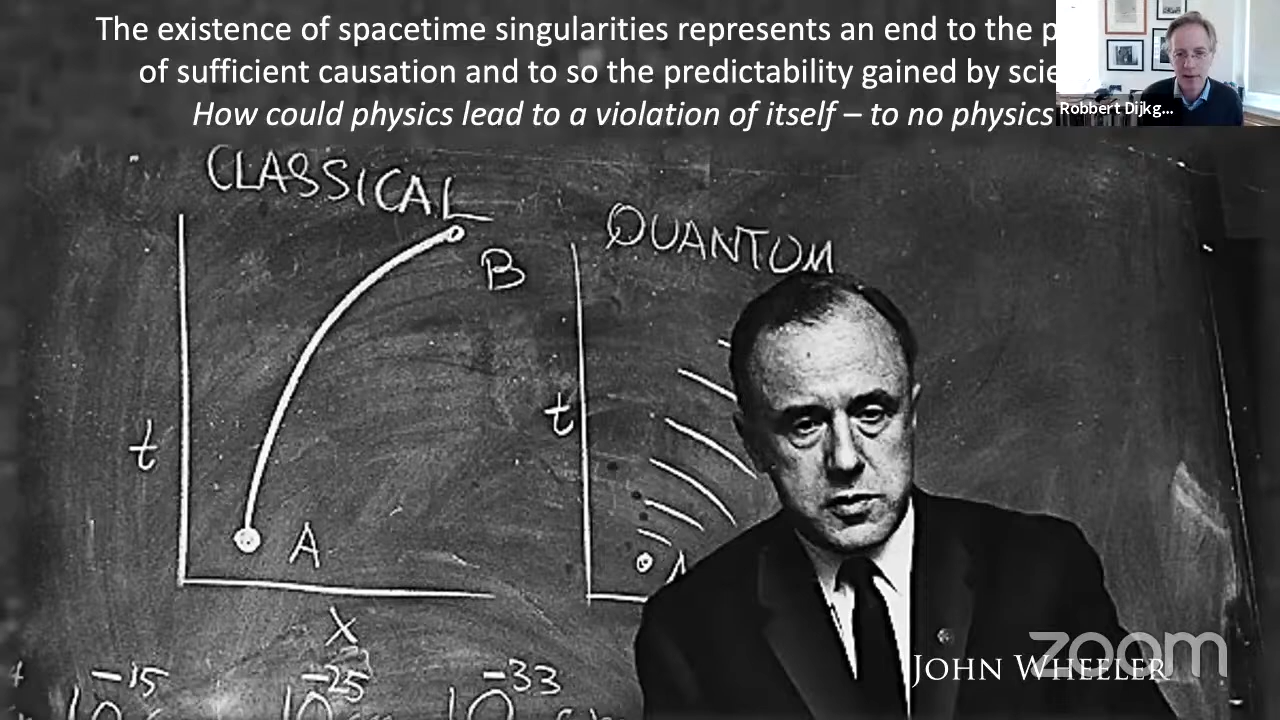 The existence of spacetime singularities represents an end to the
of sufficient causation and to so the predictability gained by
How could physics lead to a violation of itself – to no physics
Robbert Dijkg...
CLASSICAL
QUANTUM
B
t
t
A
X
10-15
10-25
10-33
JOHN WHEELER
zoom